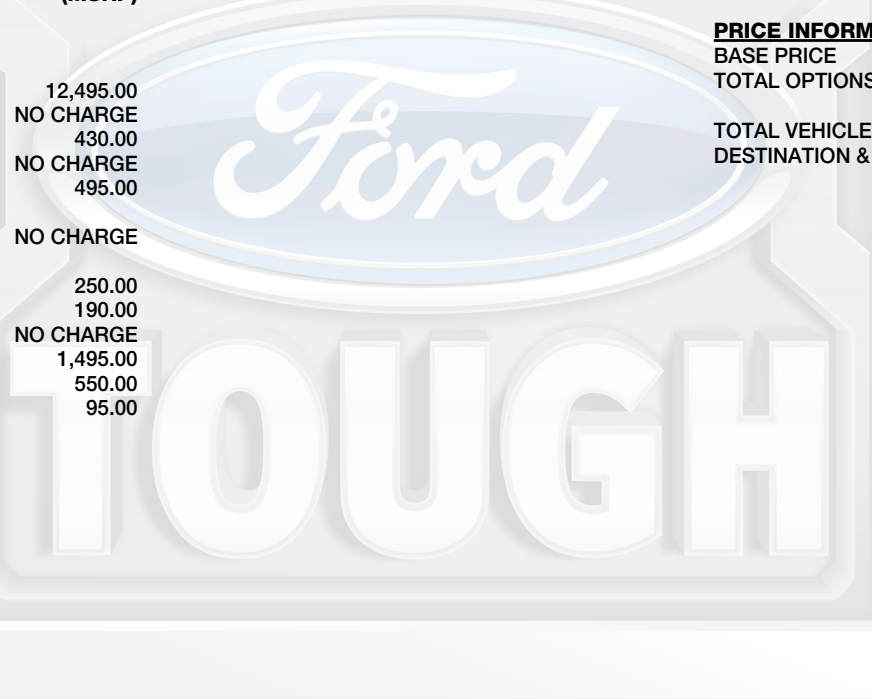 (MSRP)
12,495.00
NO CHARGE
430.00
NO CHARGE
495.00
NO CHARGE
250.00
190.00
NO CHARGE
1,495.00
550.00
95.00
PRICE INFORM
BASE PRICE
TOTAL OPTIONS
TOTAL VEHICLE
DESTINATION &
Ford
TOUGH